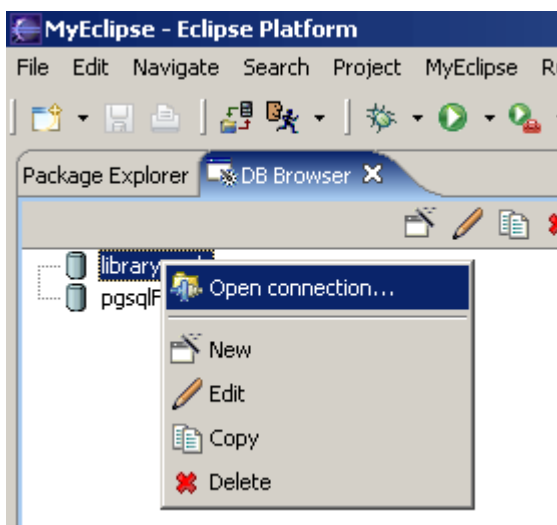 MyEclipse - Eclipse Platform
File Edit Navigate Search Project MyEclipse
Package Explorer DB Browser
library
Open connection...
New
Edit
Copy
Delete